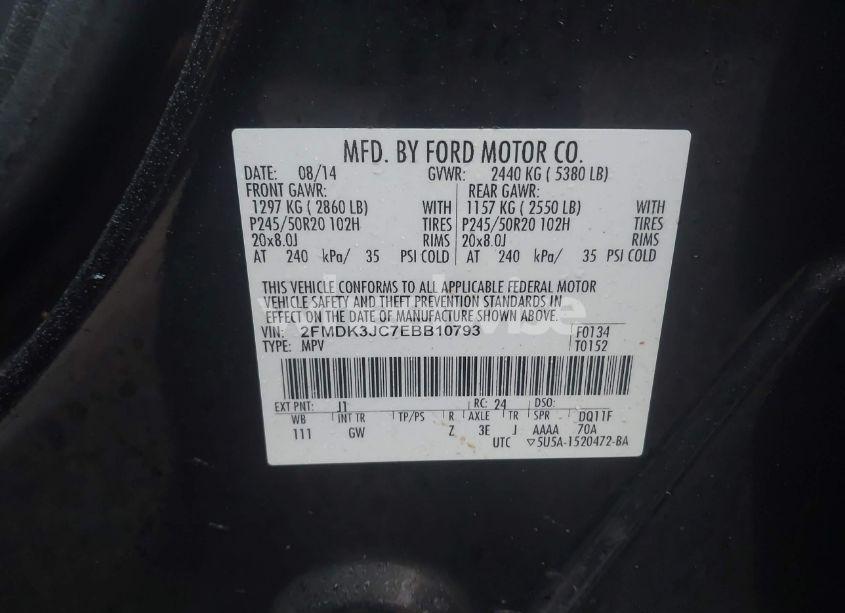 MFD. BY FORD MOTOR CO.
DATE: 08/14 GVWR: 2440 KG ( 5380 LB)
FRONT GAWR: REAR GAWR:
1297 KG ( 2860 LB) WITH 1157 KG ( 2550 LB) WITH
P245/50R20 102H TIRES P245/50R20 102H TIRES
20x8.0J RIMS 20x8.0J RIMS
AT 240 kPa/ 35 PSI COLD AT 240 kPa/ 35 PSI COLD
THIS VEHICLE CONFORMS TO ALL APPLICABLE FEDERAL MOTOR
VEHICLE SAFETY AND THEFT PREVENTION STANDARDS IN
EFFECT ON THE DATE OF MANUFACTURE SHOWN ABOVE.
VIN: 2FMDK3JC7EBB10793 F0134
TYPE: MPV T0152
EXT PNT: J1 RC: 24 DSO:
WB INT TR TP/PS R AXLE TR SPR DQ11F
111 GW Z 3E J AAAA 70A
UTC ▽5U5A-1520472-BA